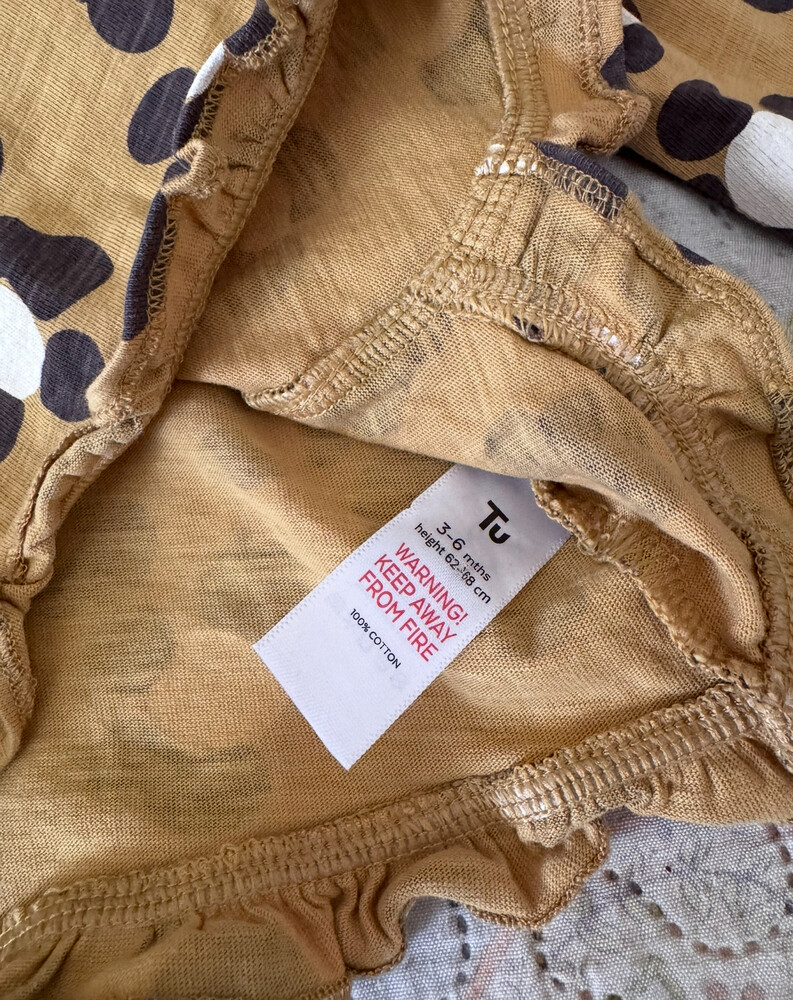 Tu
3-6 mths
height 62-68 cm
WARNING!
KEEP AWAY
FROM FIRE
100% COTTON